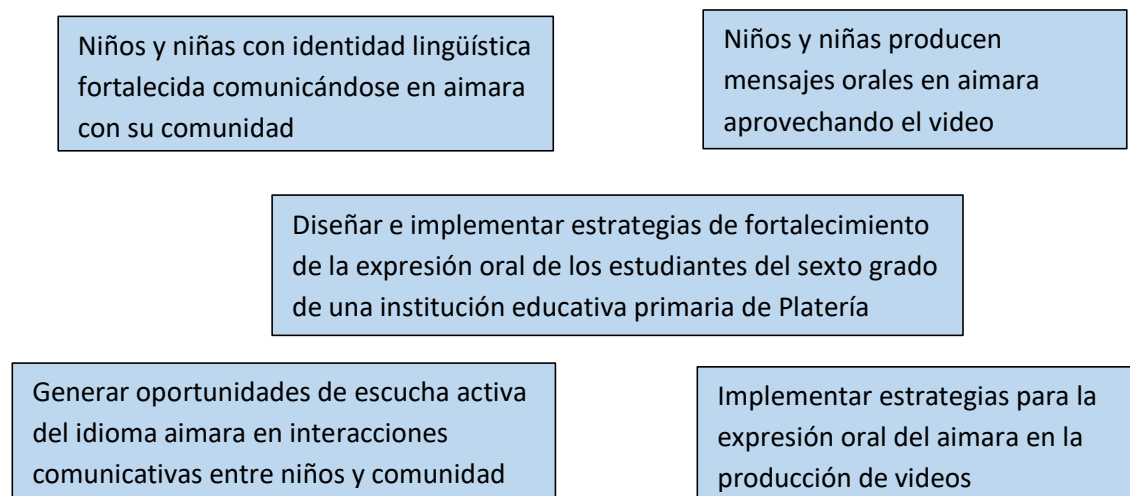 Niños y niñas con identidad lingüística
fortalecida comunicándose en aimara
con su comunidad
Niños y niñas producen
mensajes orales en aimara
aprovechando el video
Diseñar e implementar estrategias de fortalecimiento
de la expresión oral de los estudiantes del sexto grado
de una institución educativa primaria de Platería
Generar oportunidades de escucha activa
del idioma aimara en interacciones
comunicativas entre niños y comunidad
Implementar estrategias para la
expresión oral del aimara en la
producción de videos